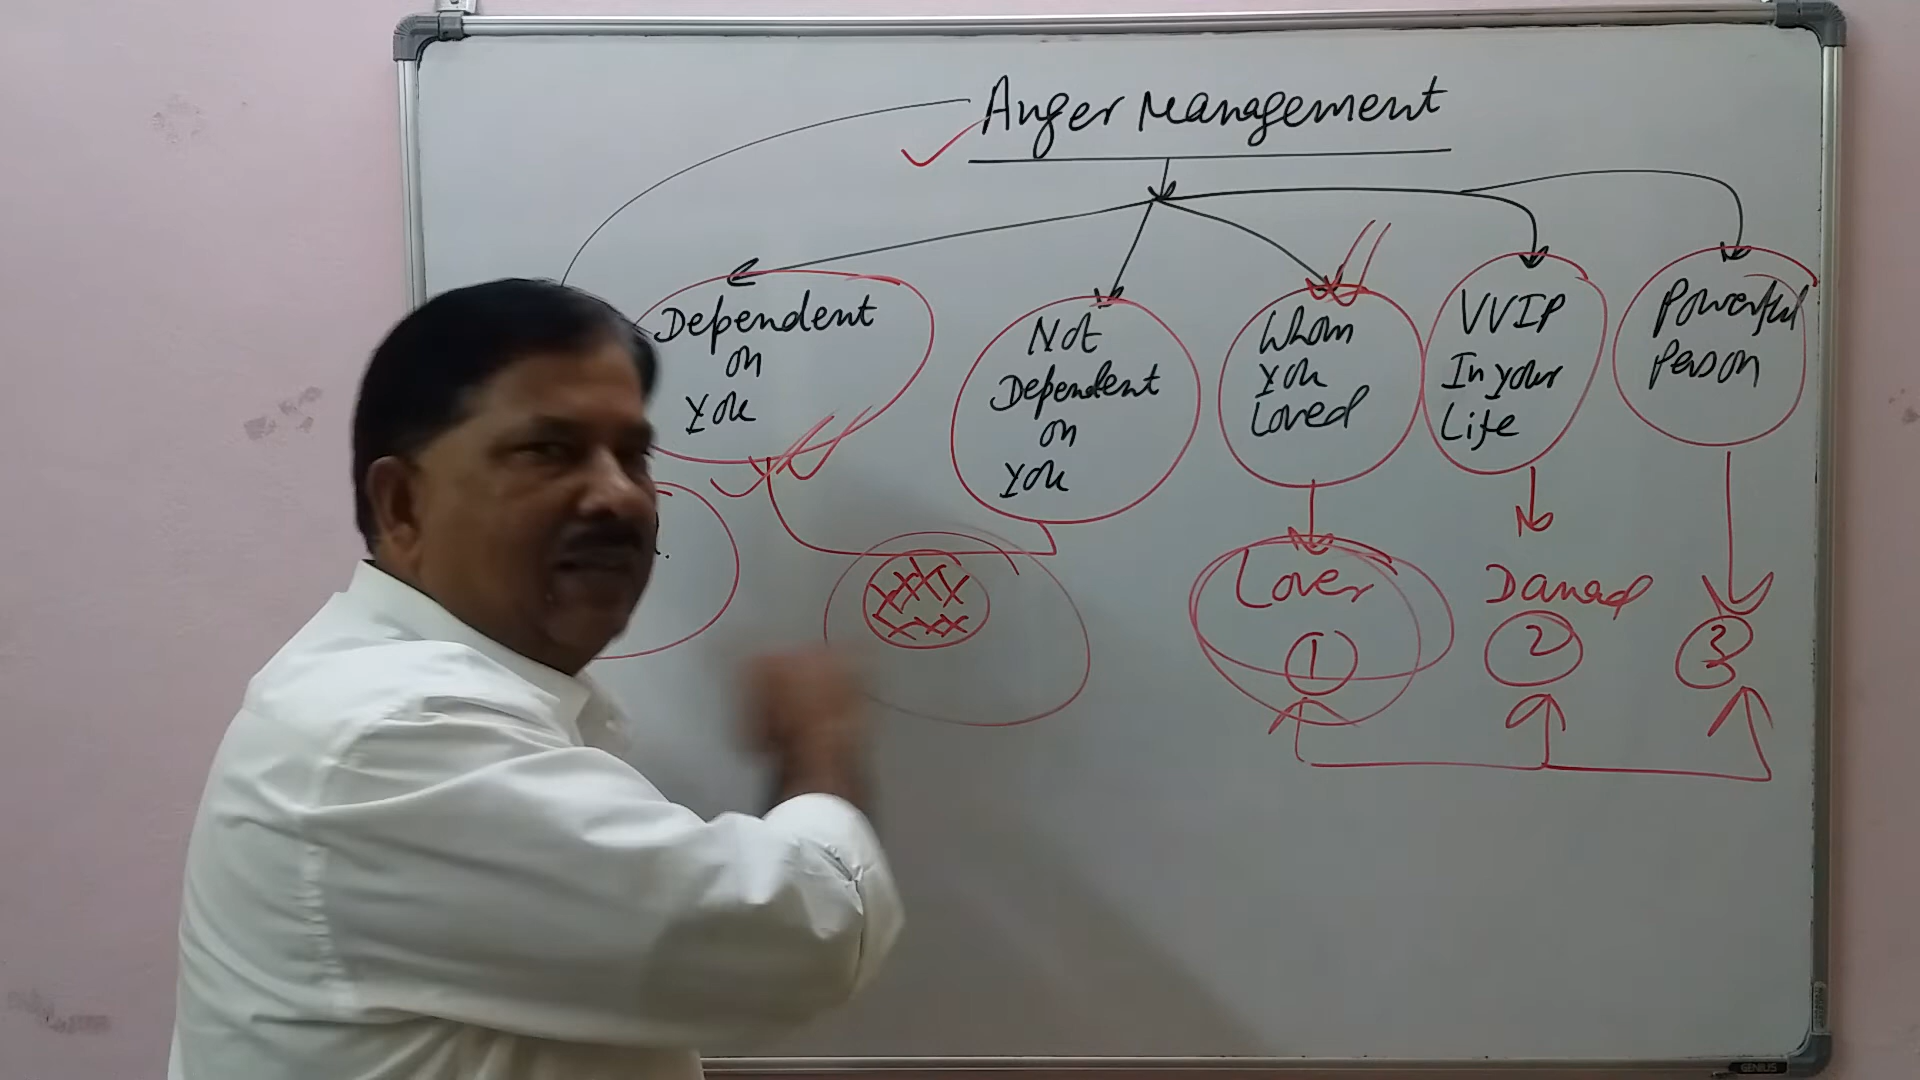 Anger Management
Dependent
on
you
Not
Dependent
on
you
Whom
you
Loved
VVIP
In your
Life
Powerful
Person
Lover
1
2
3
GENIUS